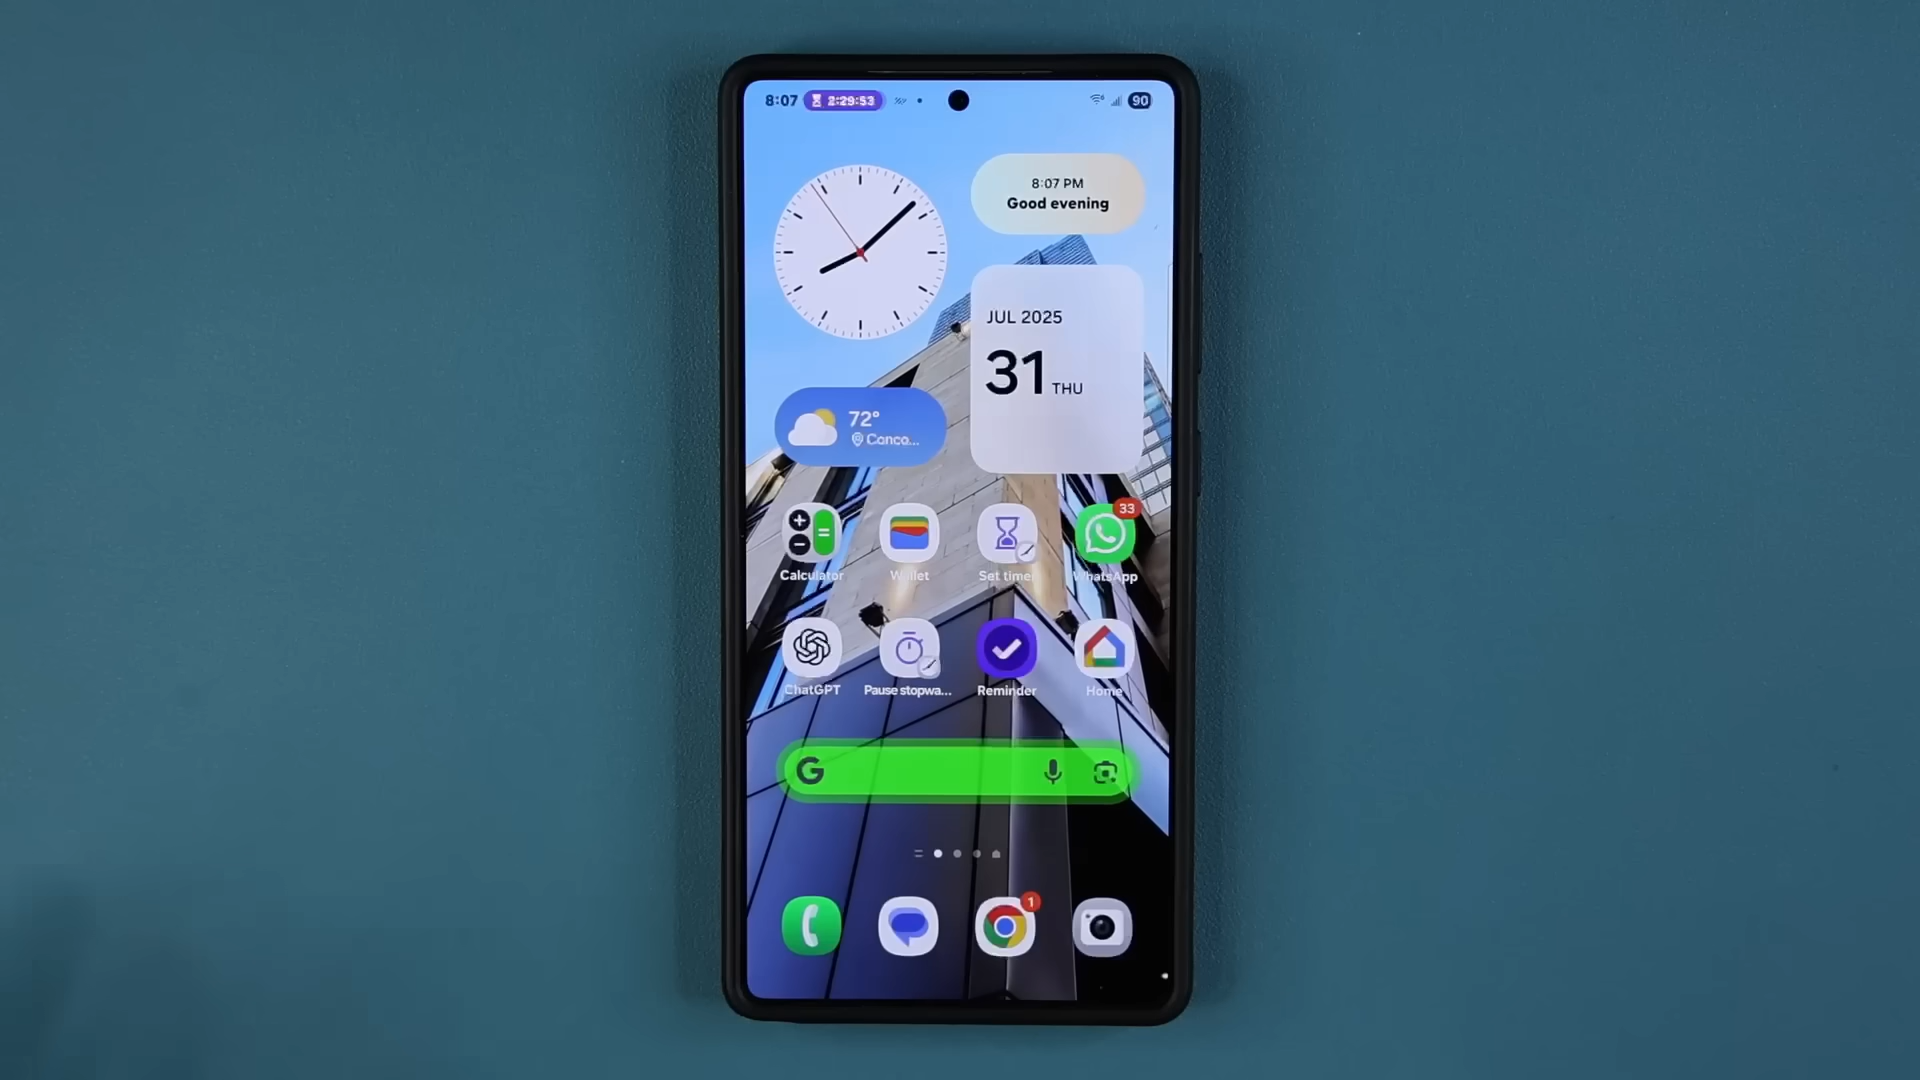 8:07 2:29:53 90
8:07 PM
Good evening
JUL 2025
31 THU
72°
Conco...
33
Calculator Wallet Set timer WhatsApp
ChatGPT Pause stopwa... Reminder Home
G
1